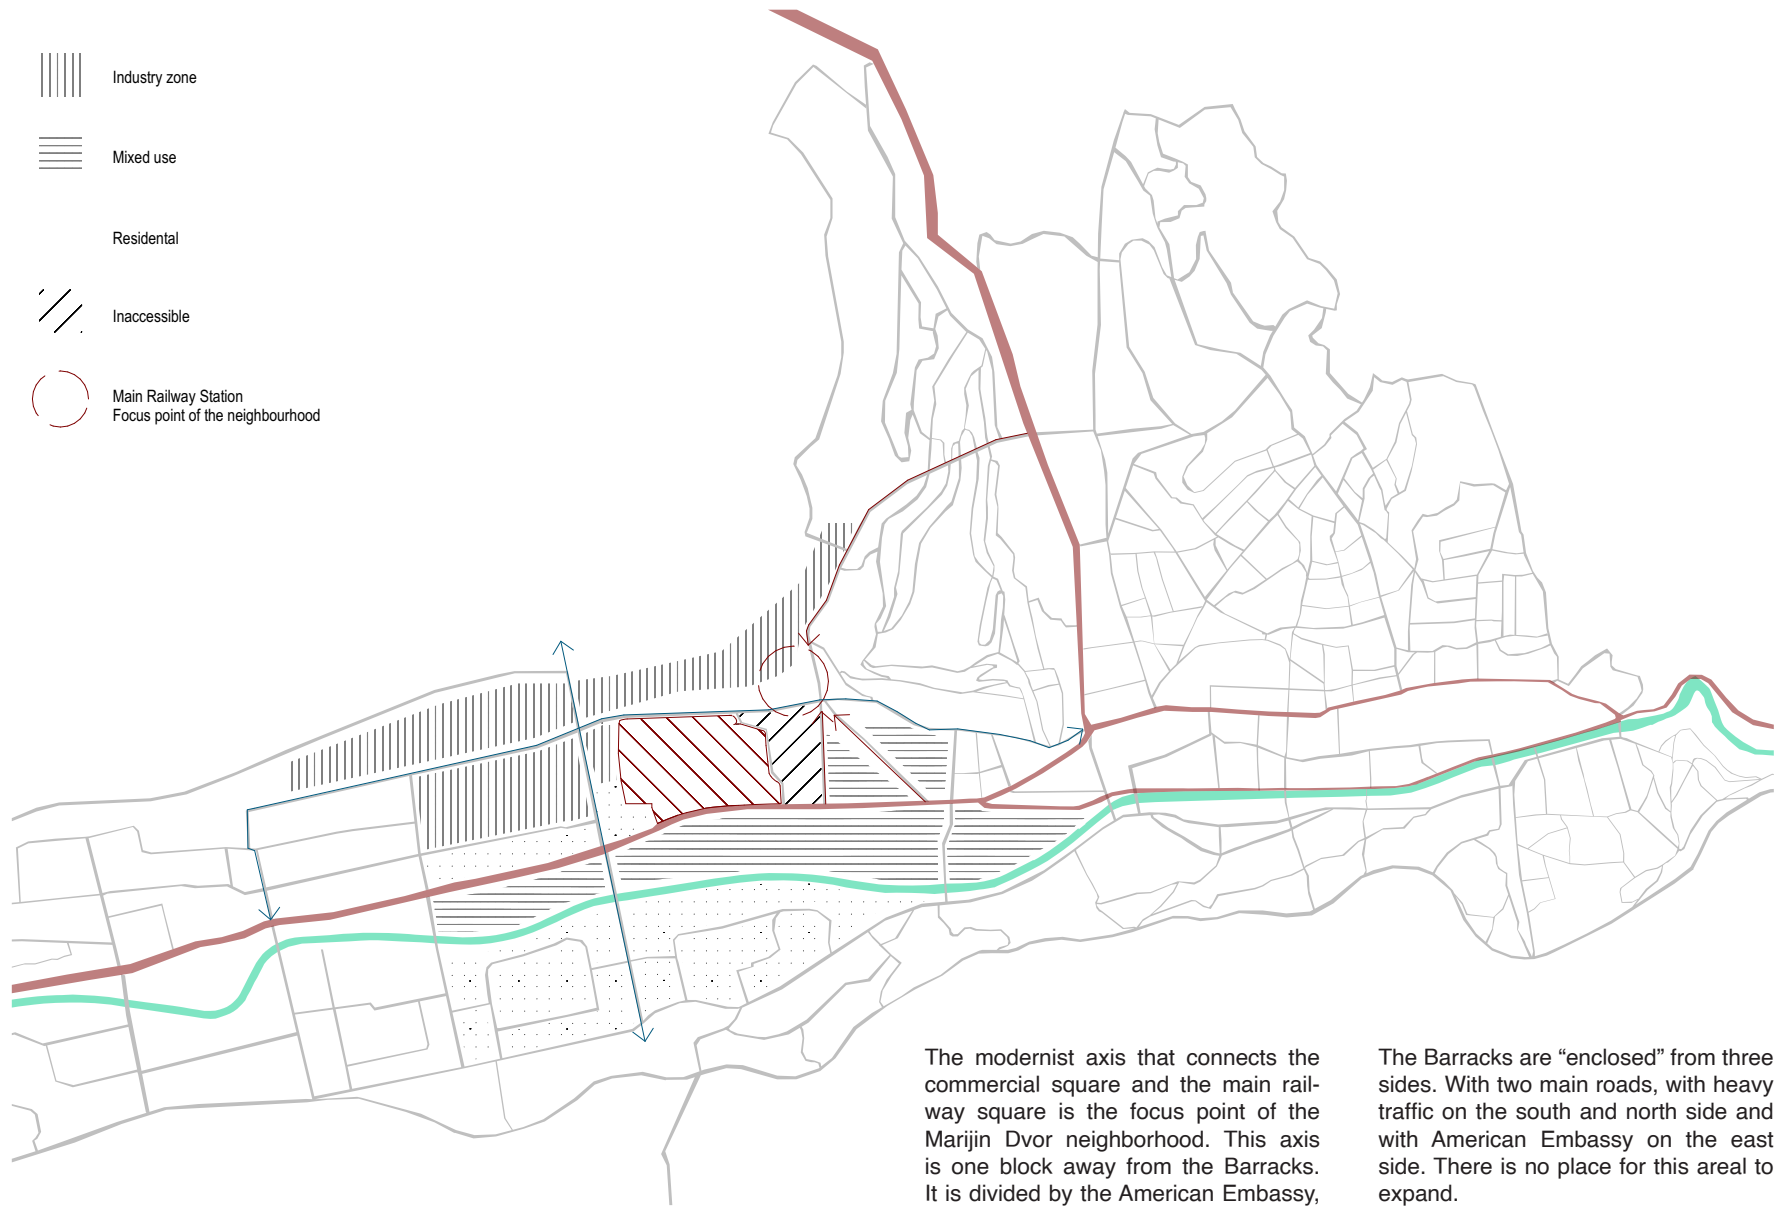 Industry zone
Mixed use
Residental
Inaccessible
Main Railway Station
Focus point of the neighbourhood
The modernist axis that connects the
commercial square and the main rail-
way square is the focus point of the
Marijin Dvor neighborhood. This axis
is one block away from the Barracks.
It is divided by the American Embassy,
The Barracks are “enclosed” from three
sides. With two main roads, with heavy
traffic on the south and north side and
with American Embassy on the east
side. There is no place for this areal to
expand.